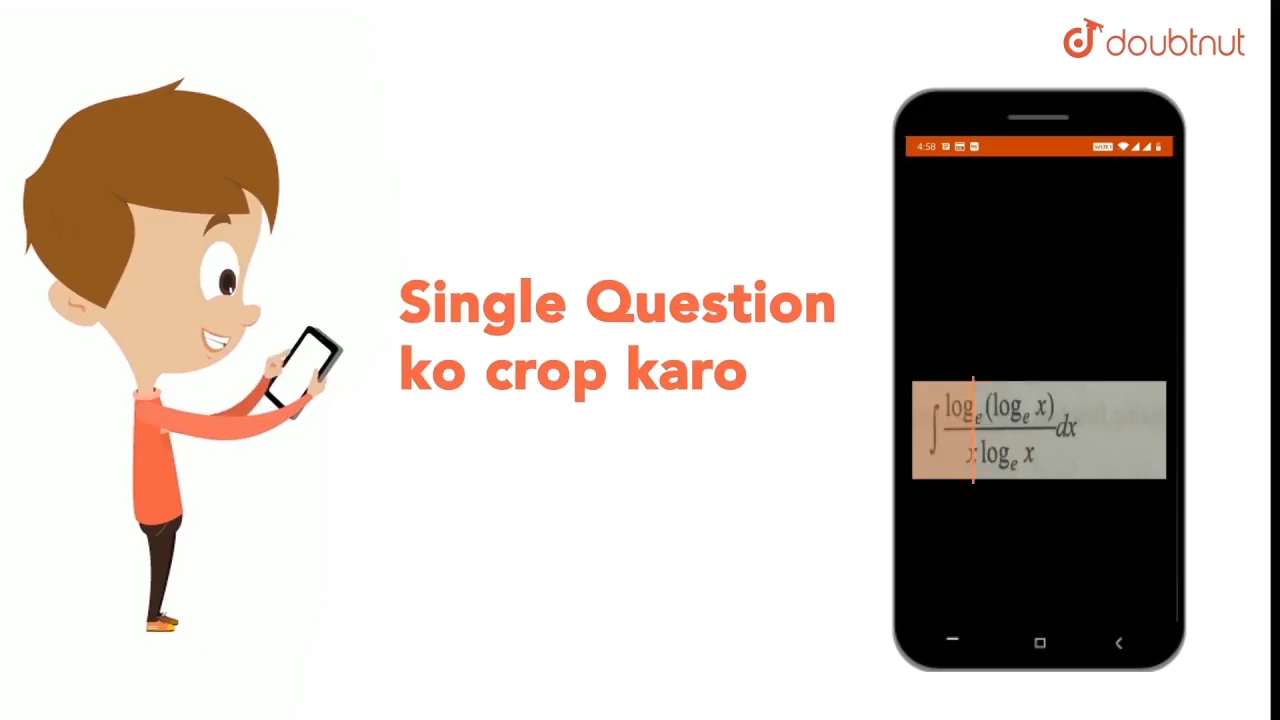 doubtnut
4:58
Single Question
ko crop karo
∫ logₑ(logₑ x) / x logₑ x dx